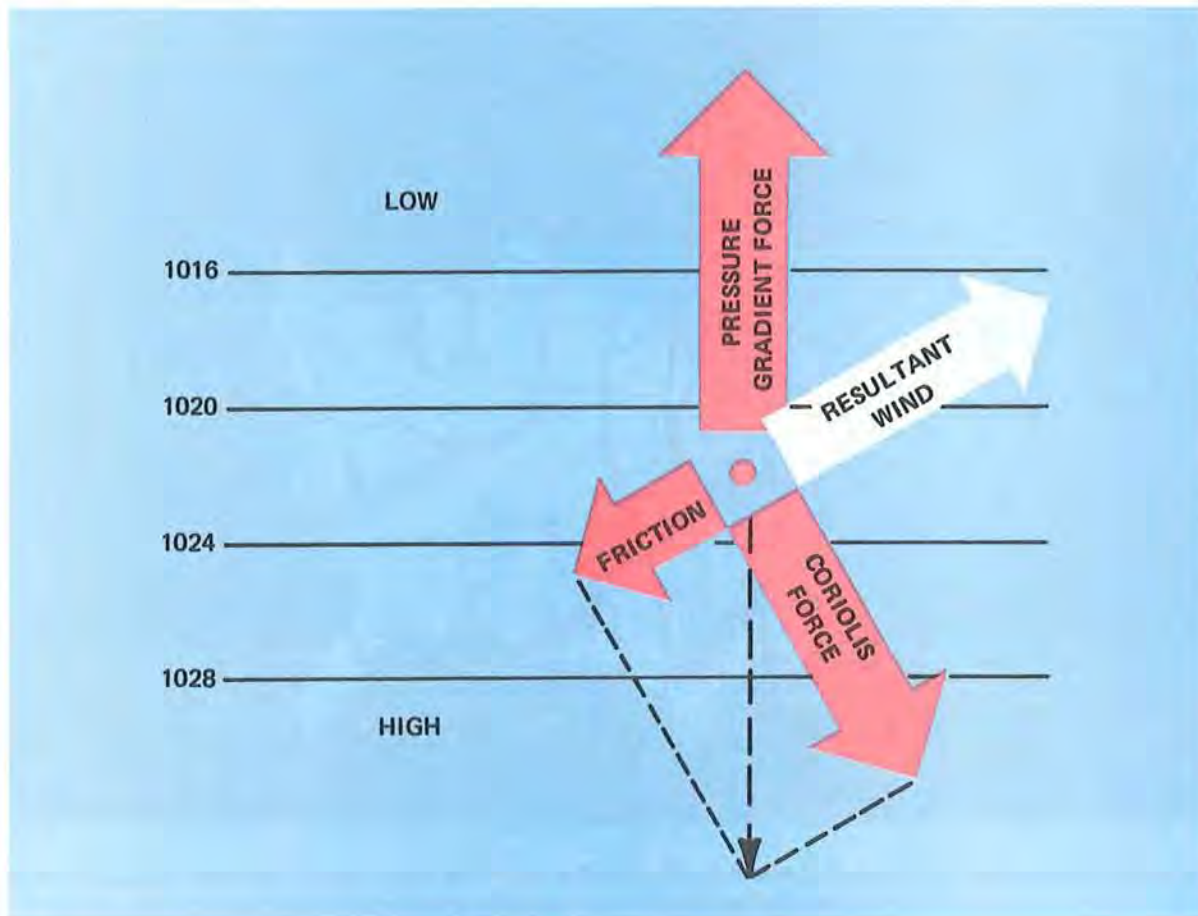 LOW
1016
PRESSURE
GRADIENT FORCE
RESULTANT
WIND
1020
1024
FRICTION
CORIOLIS
FORCE
1028
HIGH